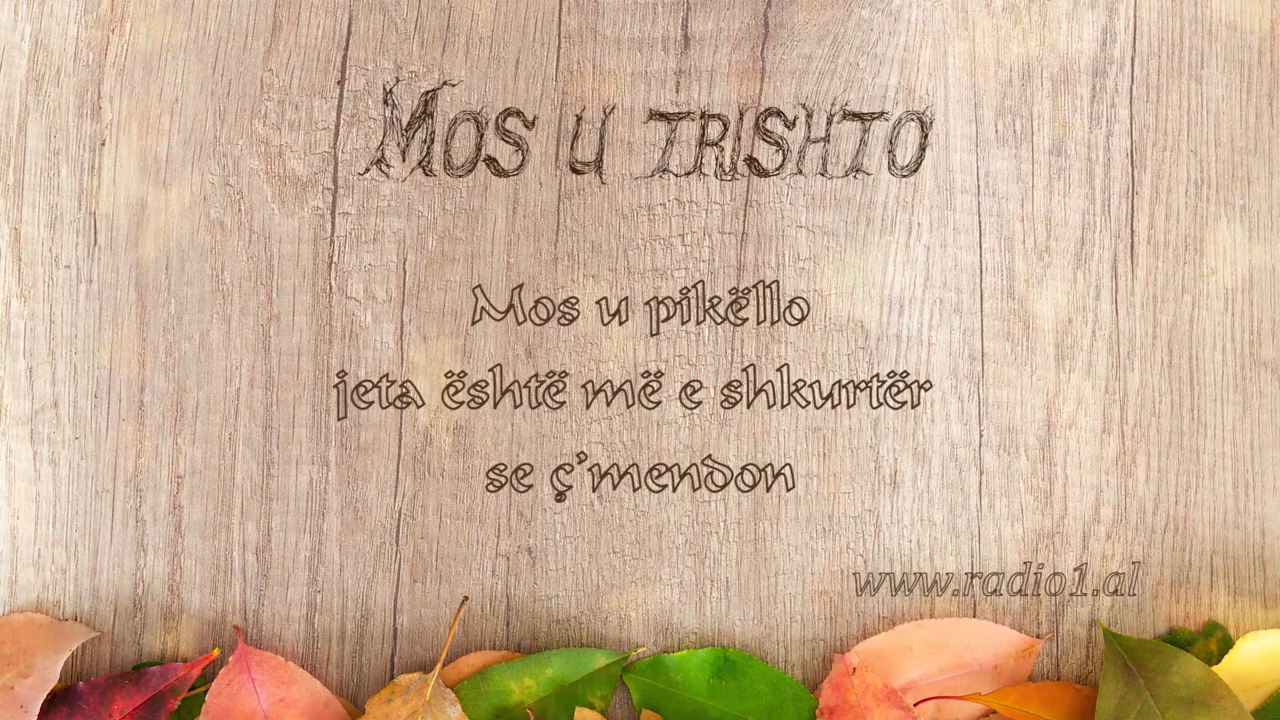 Mos u trishto
Mos u pikëllo
jeta është më e shkurtër
se ç'mendon
www.radio1.al